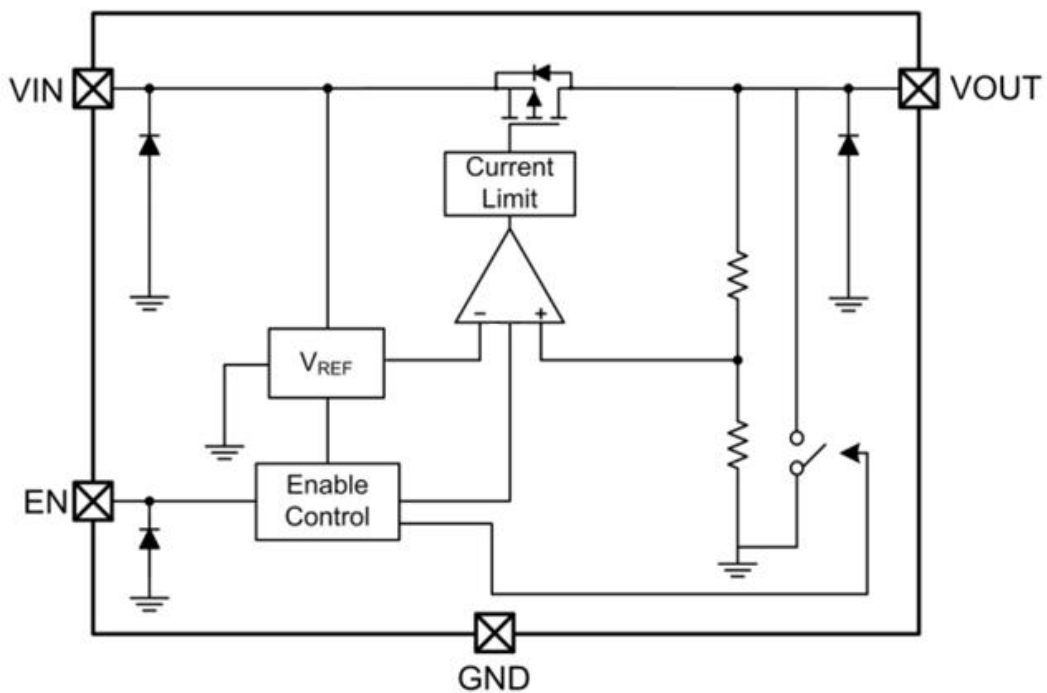 VIN
VOUT
Current
Limit
- +
VREF
EN
Enable
Control
GND